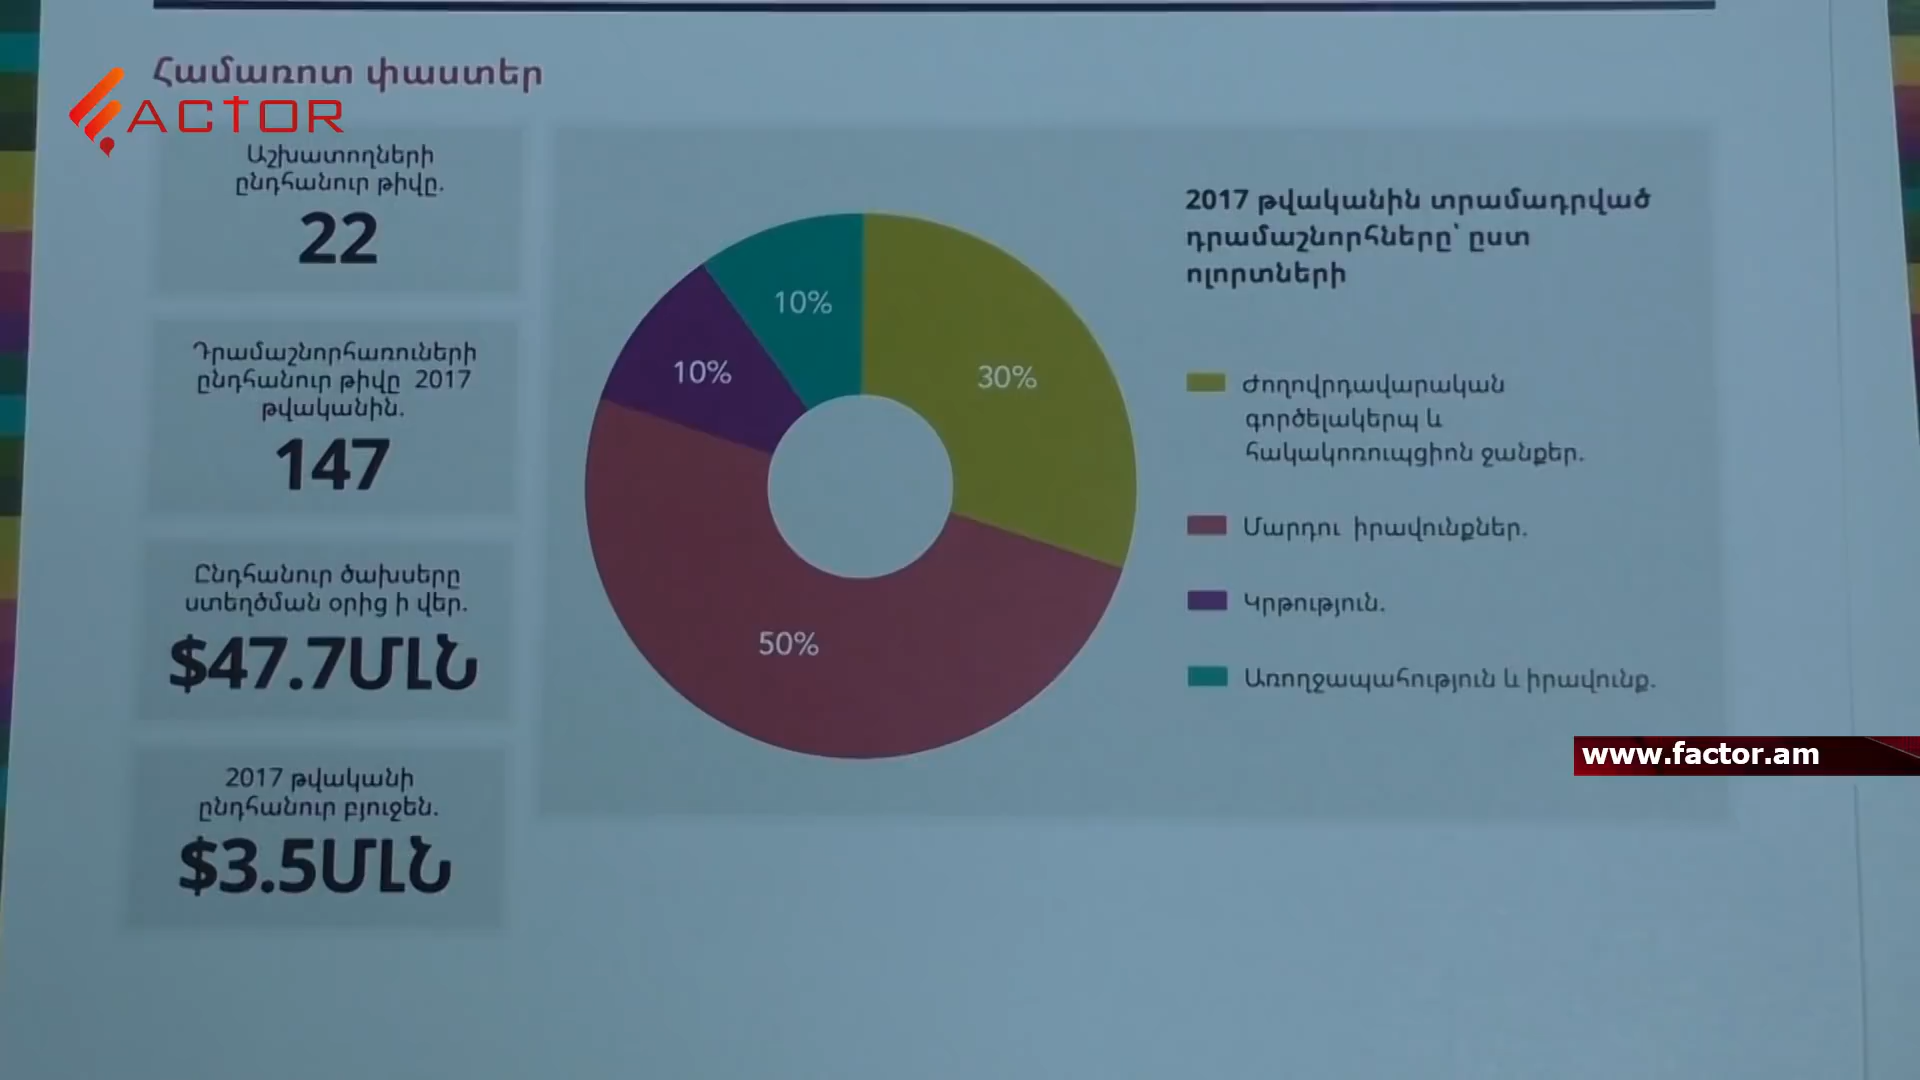 Համառոտ փաստեր
ACTOR
Աշխատողների
ընդհանուր թիվը.
22
Դրամաշնորհառուների
ընդհանուր թիվը 2017
թվականին.
147
Ընդհանուր ծախսերը
ստեղծման օրից ի վեր.
$47.7ՄԼՆ
2017 թվականի
ընդհանուր բյուջեն.
$3.5ՄԼՆ
10%
10%
30%
50%
2017 թվականին տրամադրված
դրամաշնորհները՝ ըստ
ոլորտների
Ժողովրդավարական
գործելակերպ և
հակակոռուպցիոն ջանքեր.
Մարդու իրավունքներ.
Կրթություն.
Առողջապահություն և իրավունք.
www.factor.am